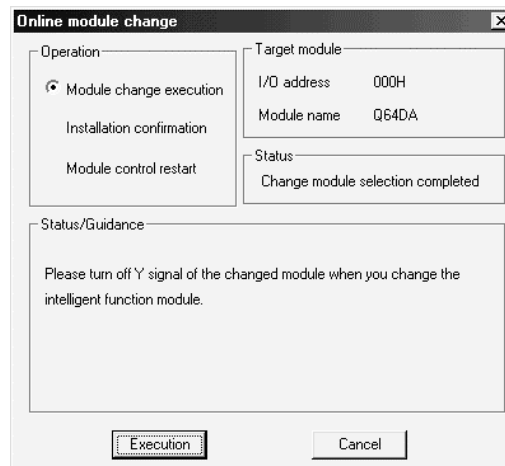 Online module change
Operation
Module change execution
Installation confirmation
Module control restart
Target module
I/O address 000H
Module name Q64DA
Status
Change module selection completed
Status/Guidance
Please turn off Y signal of the changed module when you change the
intelligent function module.
Execution
Cancel